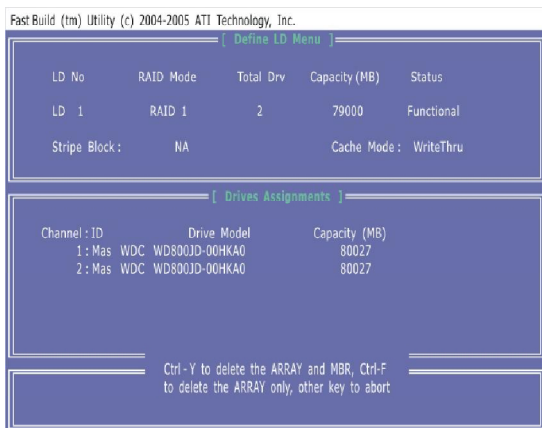 Fast Build (tm) Utility (c) 2004-2005 ATI Technology, Inc.
[ Define LD Menu ]
LD No RAID Mode Total Drv Capacity (MB) Status
LD 1 RAID 1 2 79000 Functional
Stripe Block : NA Cache Mode : WriteThru
[ Drives Assignments ]
Channel : ID Drive Model Capacity (MB)
1 : Mas WDC WD800JD-00HKA0 80027
2 : Mas WDC WD800JD-00HKA0 80027
Ctrl - Y to delete the ARRAY and MBR, Ctrl-F
to delete the ARRAY only, other key to abort